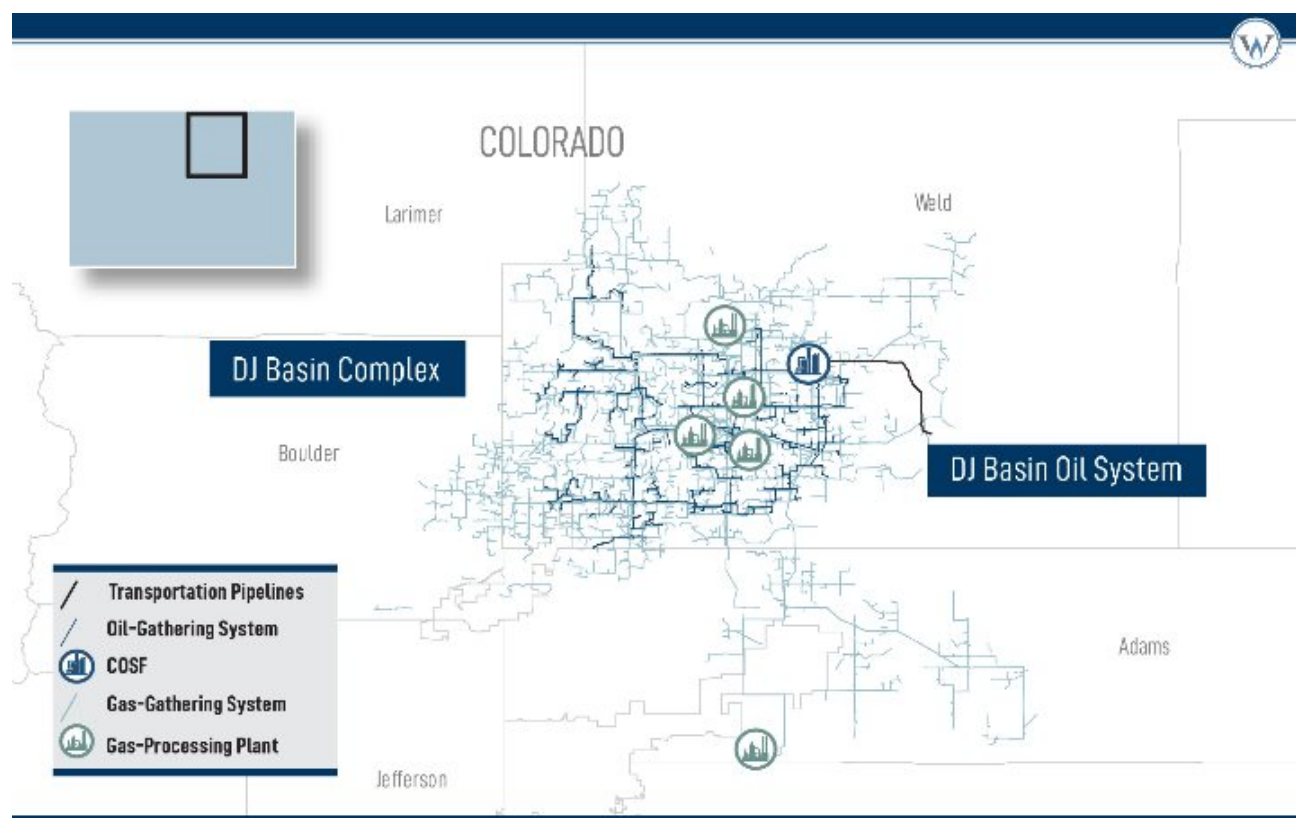 W
COLORADO
Larimer
Weld
DJ Basin Complex
Boulder
DJ Basin Oil System
Transportation Pipelines
Oil-Gathering System
COSF
Gas-Gathering System
Gas-Processing Plant
Adams
Jefferson